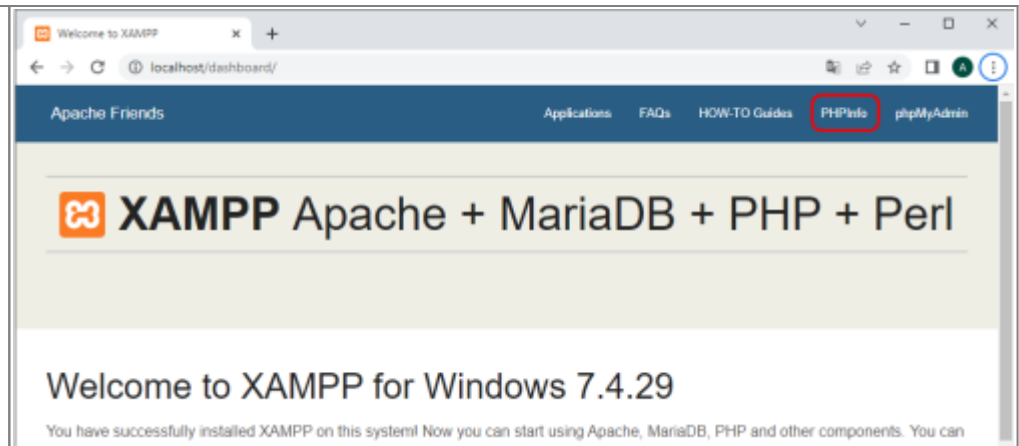 Welcome to XAMPP
localhost/dashboard/
A
Apache Friends
Applications FAQs HOW-TO Guides PHPInfo phpMyAdmin
XAMPP Apache + MariaDB + PHP + Perl
Welcome to XAMPP for Windows 7.4.29
You have successfully installed XAMPP on this system! Now you can start using Apache, MariaDB, PHP and other components. You can